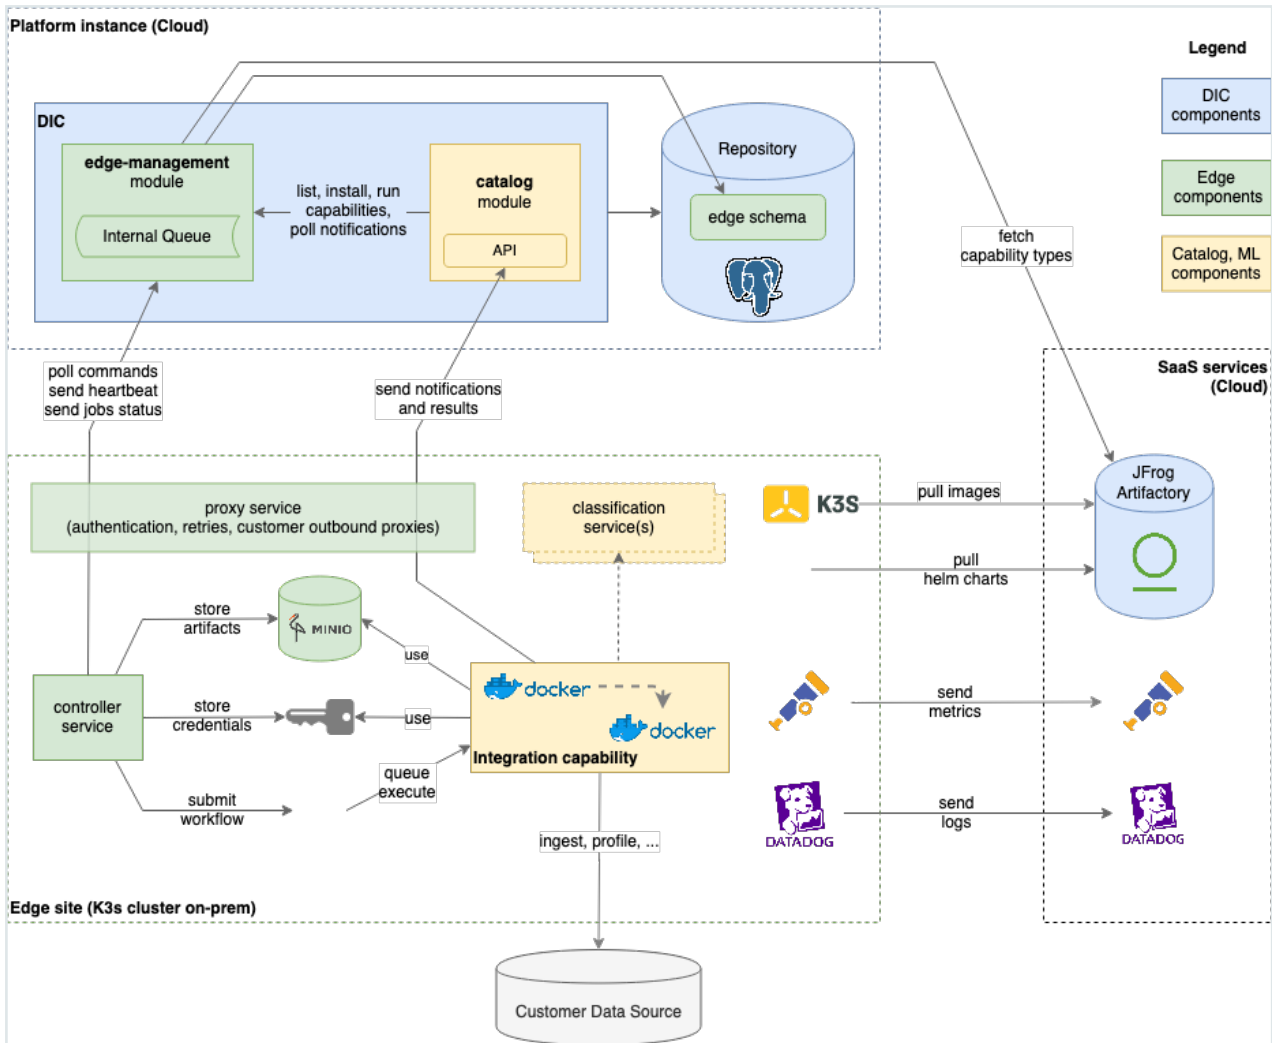 Platform instance (Cloud)
Legend
DIC
components
DIC
edge-management
module
Internal Queue
list, install, run
capabilities,
poll notifications
catalog
module
API
Repository
edge schema
Edge
components
fetch
capability types
Catalog, ML
components
poll commands
send heartbeat
send jobs status
send notifications
and results
SaaS services
(Cloud)
proxy service
(authentication, retries, customer outbound proxies)
classification
service(s)
K3S
pull images
JFrog
Artifactory
pull
helm charts
store
artifacts
MINIO
use
controller
service
store
credentials
use
docker
docker
Integration capability
send
metrics
queue
execute
submit
workflow
ingest, profile, ...
DATADOG
send
logs
DATADOG
Edge site (K3s cluster on-prem)
Customer Data Source